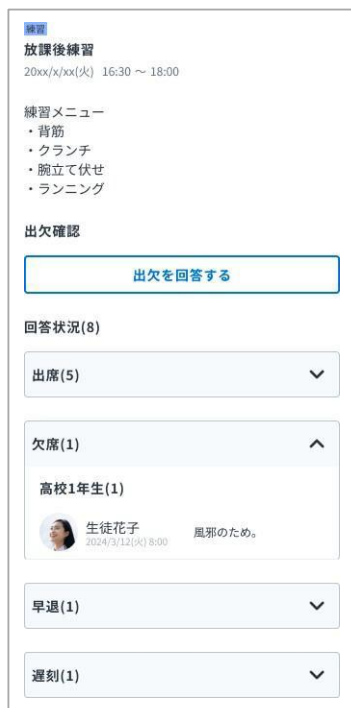 練習
放課後練習
20xx/x/xx(火) 16:30 ～ 18:00
練習メニュー
・背筋
・クランチ
・腕立て伏せ
・ランニング
出欠確認
出欠を回答する
回答状況(8)
出席(5)
欠席(1)
高校1年生(1)
生徒花子
風邪のため。
2024/3/12(火) 8:00
早退(1)
遅刻(1)